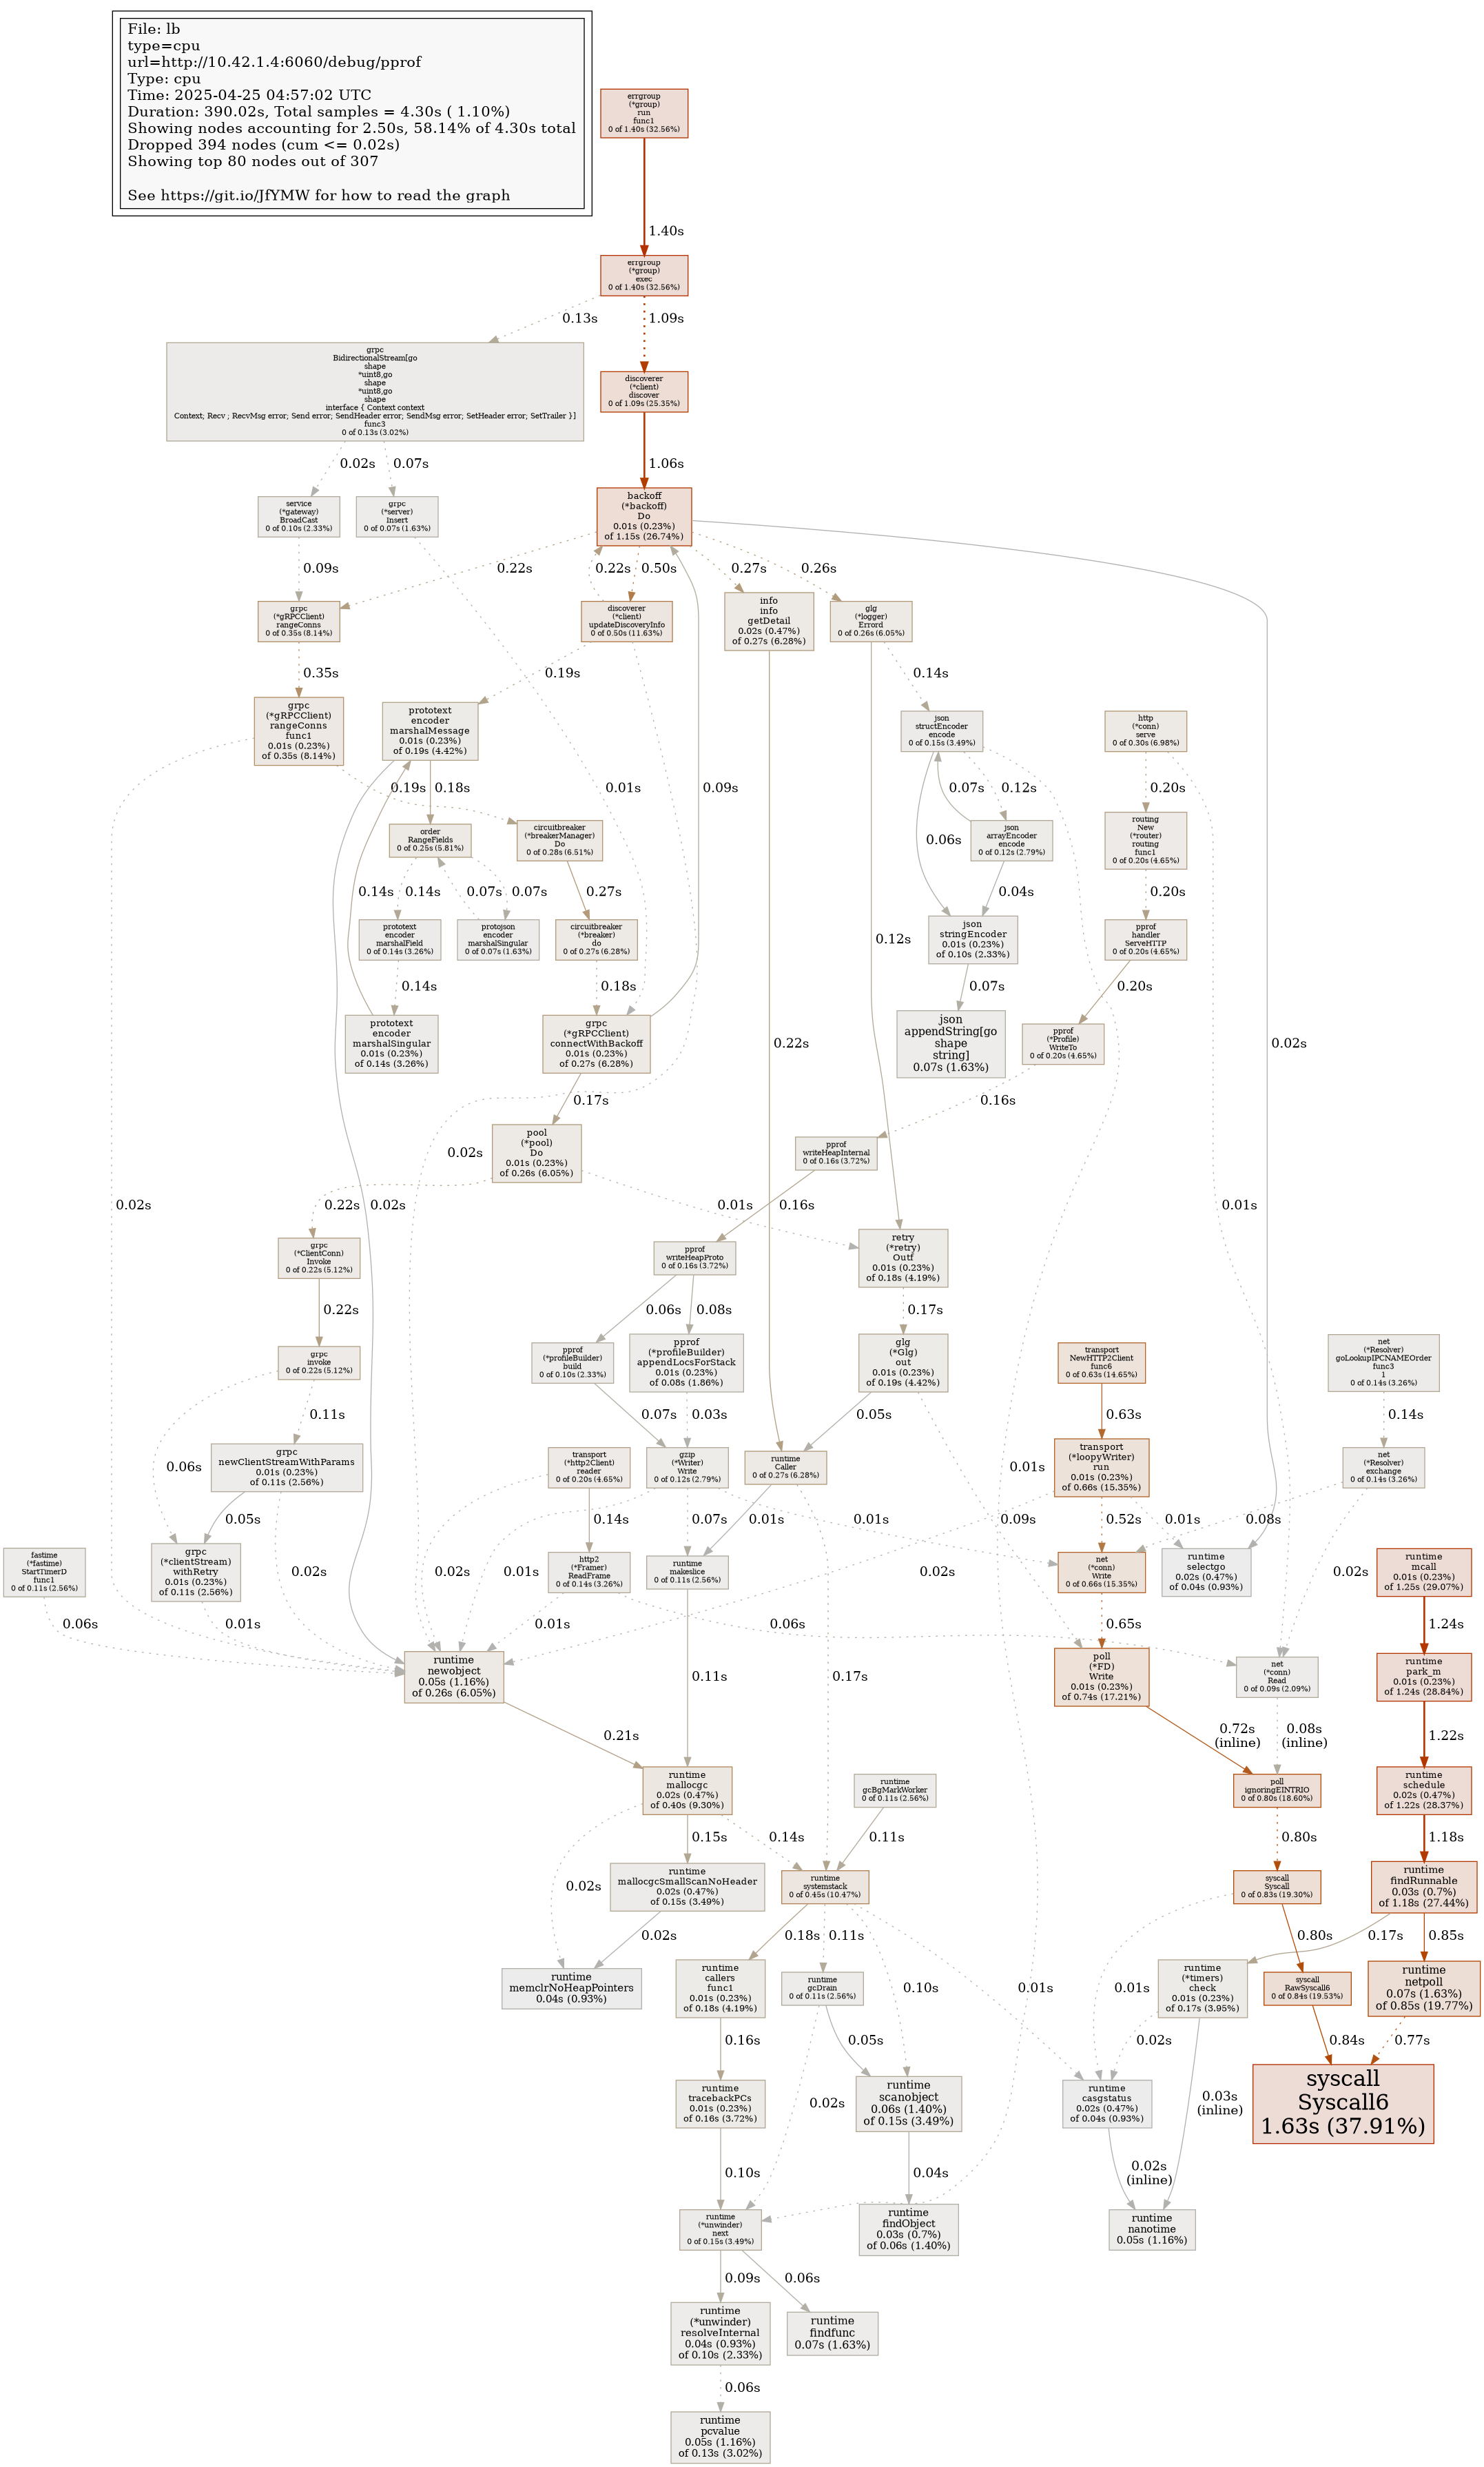 File: lb
type=cpu
url=http://10.42.1.4:6060/debug/pprof
Type: cpu
Time: 2025-04-25 04:57:02 UTC
Duration: 390.02s, Total samples = 4.30s ( 1.10%)
Showing nodes accounting for 2.50s, 58.14% of 4.30s total
Dropped 394 nodes (cum <= 0.02s)
Showing top 80 nodes out of 307
See https://git.io/JfYMW for how to read the graph
errgroup
(*group)
run
func1
0 of 1.40s (32.56%)
1.40s
errgroup
(*group)
exec
0 of 1.40s (32.56%)
0.13s
1.09s
grpc
BidirectionalStream[go
shape
*uint8,go
shape
*uint8,go
shape
interface { Context context
Context; Recv ; RecvMsg error; Send error; SendHeader error; SendMsg error; SetHeader error; SetTrailer }]
func3
0 of 0.13s (3.02%)
discoverer
(*client)
discover
0 of 1.09s (25.35%)
0.02s
0.07s
1.06s
service
(*gateway)
BroadCast
0 of 0.10s (2.33%)
grpc
(*server)
Insert
0 of 0.07s (1.63%)
backoff
(*backoff)
Do
0.01s (0.23%)
of 1.15s (26.74%)
0.09s
0.22s
0.22s
0.50s
0.27s
0.26s
grpc
(*gRPCClient)
rangeConns
0 of 0.35s (8.14%)
discoverer
(*client)
updateDiscoveryInfo
0 of 0.50s (11.63%)
info
info
getDetail
0.02s (0.47%)
of 0.27s (6.28%)
glg
(*logger)
Errord
0 of 0.26s (6.05%)
0.35s
0.19s
0.14s
grpc
(*gRPCClient)
rangeConns
func1
0.01s (0.23%)
of 0.35s (8.14%)
prototext
encoder
marshalMessage
0.01s (0.23%)
of 0.19s (4.42%)
json
structEncoder
encode
0 of 0.15s (3.49%)
http
(*conn)
serve
0 of 0.30s (6.98%)
0.19s
0.18s
0.01s
0.09s
0.07s
0.12s
0.20s
order
RangeFields
0 of 0.25s (5.81%)
circuitbreaker
(*breakerManager)
Do
0 of 0.28s (6.51%)
0.06s
json
arrayEncoder
encode
0 of 0.12s (2.79%)
routing
New
(*router)
routing
func1
0 of 0.20s (4.65%)
0.14s
0.14s
0.07s
0.07s
0.27s
0.04s
0.20s
prototext
encoder
marshalField
0 of 0.14s (3.26%)
protojson
encoder
marshalSingular
0 of 0.07s (1.63%)
circuitbreaker
(*breaker)
do
0 of 0.27s (6.28%)
0.12s
json
stringEncoder
0.01s (0.23%)
of 0.10s (2.33%)
pprof
handler
ServeHTTP
0 of 0.20s (4.65%)
0.14s
0.18s
0.07s
0.20s
prototext
encoder
marshalSingular
0.01s (0.23%)
of 0.14s (3.26%)
grpc
(*gRPCClient)
connectWithBackoff
0.01s (0.23%)
of 0.27s (6.28%)
0.22s
json
appendString[go
shape
string]
0.07s (1.63%)
pprof
(*Profile)
WriteTo
0 of 0.20s (4.65%)
0.02s
0.17s
0.16s
pool
(*pool)
Do
0.01s (0.23%)
of 0.26s (6.05%)
0.02s
pprof
writeHeapInternal
0 of 0.16s (3.72%)
0.02s
0.22s
0.02s
0.01s
0.16s
0.01s
grpc
(*ClientConn)
Invoke
0 of 0.22s (5.12%)
pprof
writeHeapProto
0 of 0.16s (3.72%)
retry
(*retry)
Outf
0.01s (0.23%)
of 0.18s (4.19%)
0.22s
0.06s
0.08s
0.17s
grpc
invoke
0 of 0.22s (5.12%)
pprof
(*profileBuilder)
build
0 of 0.10s (2.33%)
pprof
(*profileBuilder)
appendLocsForStack
0.01s (0.23%)
of 0.08s (1.86%)
glg
(*Glg)
out
0.01s (0.23%)
of 0.19s (4.42%)
transport
NewHTTP2Client
func6
0 of 0.63s (14.65%)
net
(*Resolver)
goLookupIPCNAMEOrder
func3
1
0 of 0.14s (3.26%)
0.11s
0.07s
0.03s
0.05s
0.63s
0.14s
0.06s
grpc
newClientStreamWithParams
0.01s (0.23%)
of 0.11s (2.56%)
transport
(*http2Client)
reader
0 of 0.20s (4.65%)
gzip
(*Writer)
Write
0 of 0.12s (2.79%)
runtime
Caller
0 of 0.27s (6.28%)
0.01s
transport
(*loopyWriter)
run
0.01s (0.23%)
of 0.66s (15.35%)
net
(*Resolver)
exchange
0 of 0.14s (3.26%)
0.05s
0.14s
0.07s
0.01s
0.01s
0.09s
0.52s
0.01s
0.08s
fastime
(*fastime)
StartTimerD
func1
0 of 0.11s (2.56%)
grpc
(*clientStream)
withRetry
0.01s (0.23%)
of 0.11s (2.56%)
0.02s
0.02s
0.01s
http2
(*Framer)
ReadFrame
0 of 0.14s (3.26%)
runtime
makeslice
0 of 0.11s (2.56%)
0.02s
net
(*conn)
Write
0 of 0.66s (15.35%)
runtime
selectgo
0.02s (0.47%)
of 0.04s (0.93%)
0.02s
runtime
mcall
0.01s (0.23%)
of 1.25s (29.07%)
0.06s
0.01s
0.01s
0.06s
0.65s
1.24s
runtime
newobject
0.05s (1.16%)
of 0.26s (6.05%)
0.11s
0.17s
poll
(*FD)
Write
0.01s (0.23%)
of 0.74s (17.21%)
net
(*conn)
Read
0 of 0.09s (2.09%)
runtime
park_m
0.01s (0.23%)
of 1.24s (28.84%)
0.21s
0.72s
(inline)
0.08s
(inline)
1.22s
runtime
mallocgc
0.02s (0.47%)
of 0.40s (9.30%)
runtime
gcBgMarkWorker
0 of 0.11s (2.56%)
poll
ignoringEINTRIO
0 of 0.80s (18.60%)
runtime
schedule
0.02s (0.47%)
of 1.22s (28.37%)
0.15s
0.14s
0.11s
0.80s
1.18s
0.02s
runtime
mallocgcSmallScanNoHeader
0.02s (0.47%)
of 0.15s (3.49%)
runtime
systemstack
0 of 0.45s (10.47%)
syscall
Syscall
0 of 0.83s (19.30%)
runtime
findRunnable
0.03s (0.7%)
of 1.18s (27.44%)
0.02s
0.18s
0.11s
0.80s
0.17s
0.85s
runtime
memclrNoHeapPointers
0.04s (0.93%)
runtime
callers
func1
0.01s (0.23%)
of 0.18s (4.19%)
runtime
gcDrain
0 of 0.11s (2.56%)
0.10s
0.01s
0.01s
runtime
(*timers)
check
0.01s (0.23%)
of 0.17s (3.95%)
syscall
RawSyscall6
0 of 0.84s (19.53%)
runtime
netpoll
0.07s (1.63%)
of 0.85s (19.77%)
0.16s
0.05s
0.02s
0.84s
0.77s
runtime
tracebackPCs
0.01s (0.23%)
of 0.16s (3.72%)
0.02s
runtime
scanobject
0.06s (1.40%)
of 0.15s (3.49%)
runtime
casgstatus
0.02s (0.47%)
of 0.04s (0.93%)
0.03s
(inline)
syscall
Syscall6
1.63s (37.91%)
0.10s
0.04s
0.02s
(inline)
runtime
(*unwinder)
next
0 of 0.15s (3.49%)
runtime
findObject
0.03s (0.7%)
of 0.06s (1.40%)
runtime
nanotime
0.05s (1.16%)
0.09s
0.06s
runtime
(*unwinder)
resolveInternal
0.04s (0.93%)
of 0.10s (2.33%)
runtime
findfunc
0.07s (1.63%)
0.06s
runtime
pcvalue
0.05s (1.16%)
of 0.13s (3.02%)